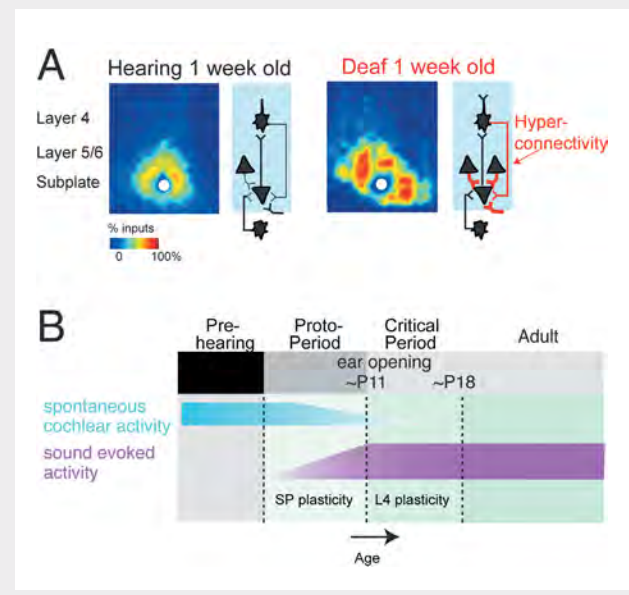 A
Hearing 1 week old
Deaf 1 week old
Layer 4
Layer 5/6
Subplate
Hyper-
connectivity
% inputs
0 100%
B
Pre-
hearing
Proto-
Period
Critical
Period
Adult
ear opening
~P11 ~P18
spontaneous
cochlear activity
sound evoked
activity
SP plasticity L4 plasticity
Age